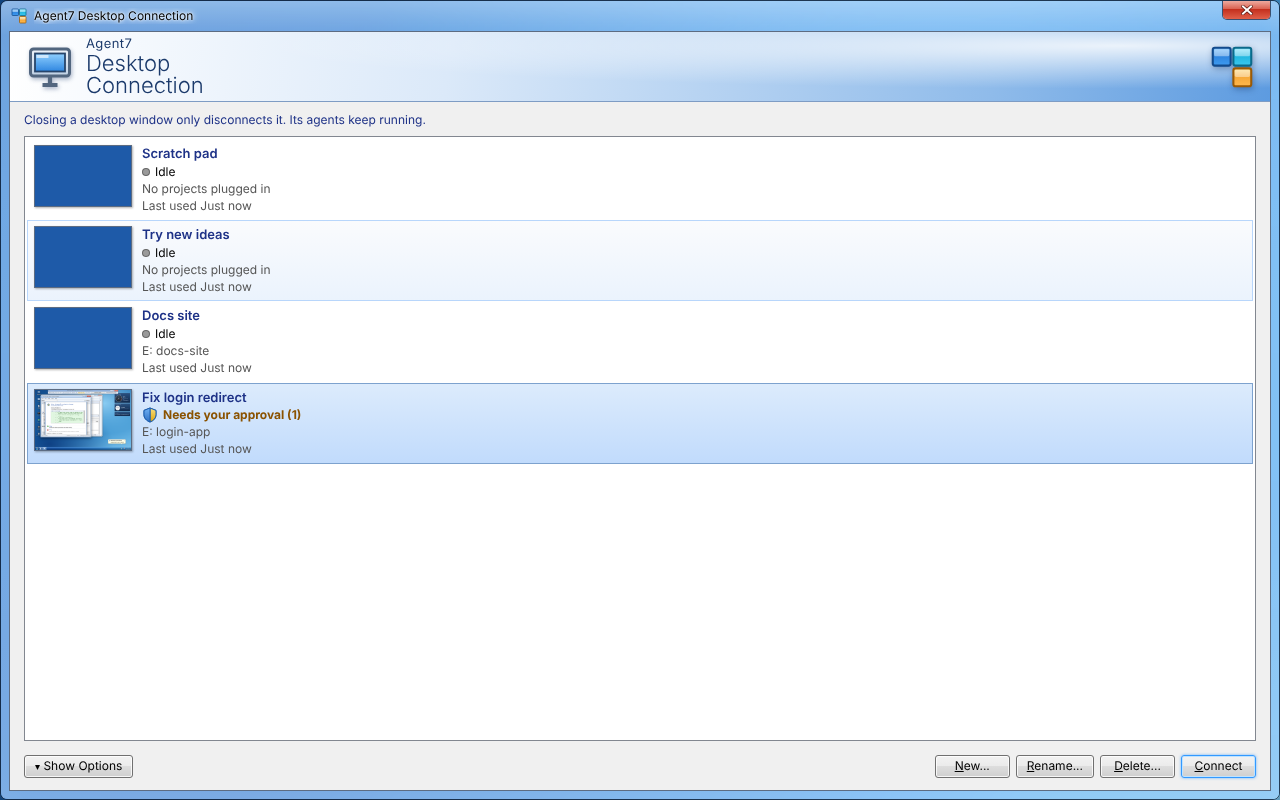 Agent7 Desktop Connection
Agent7
Desktop
Connection
Closing a desktop window only disconnects it. Its agents keep running.
Scratch pad
Idle
No projects plugged in
Last used Just now
Try new ideas
Idle
No projects plugged in
Last used Just now
Docs site
Idle
E: docs-site
Last used Just now
Fix login redirect
Needs your approval (1)
E: login-app
Last used Just now
Show Options
New...
Rename...
Delete...
Connect